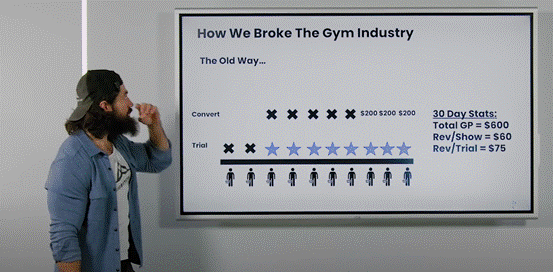 How We Broke The Gym Industry
The Old Way...
Convert $200 $200 $200
Trial
30 Day Stats:
Total GP = $600
Rev/Show = $60
Rev/Trial = $75